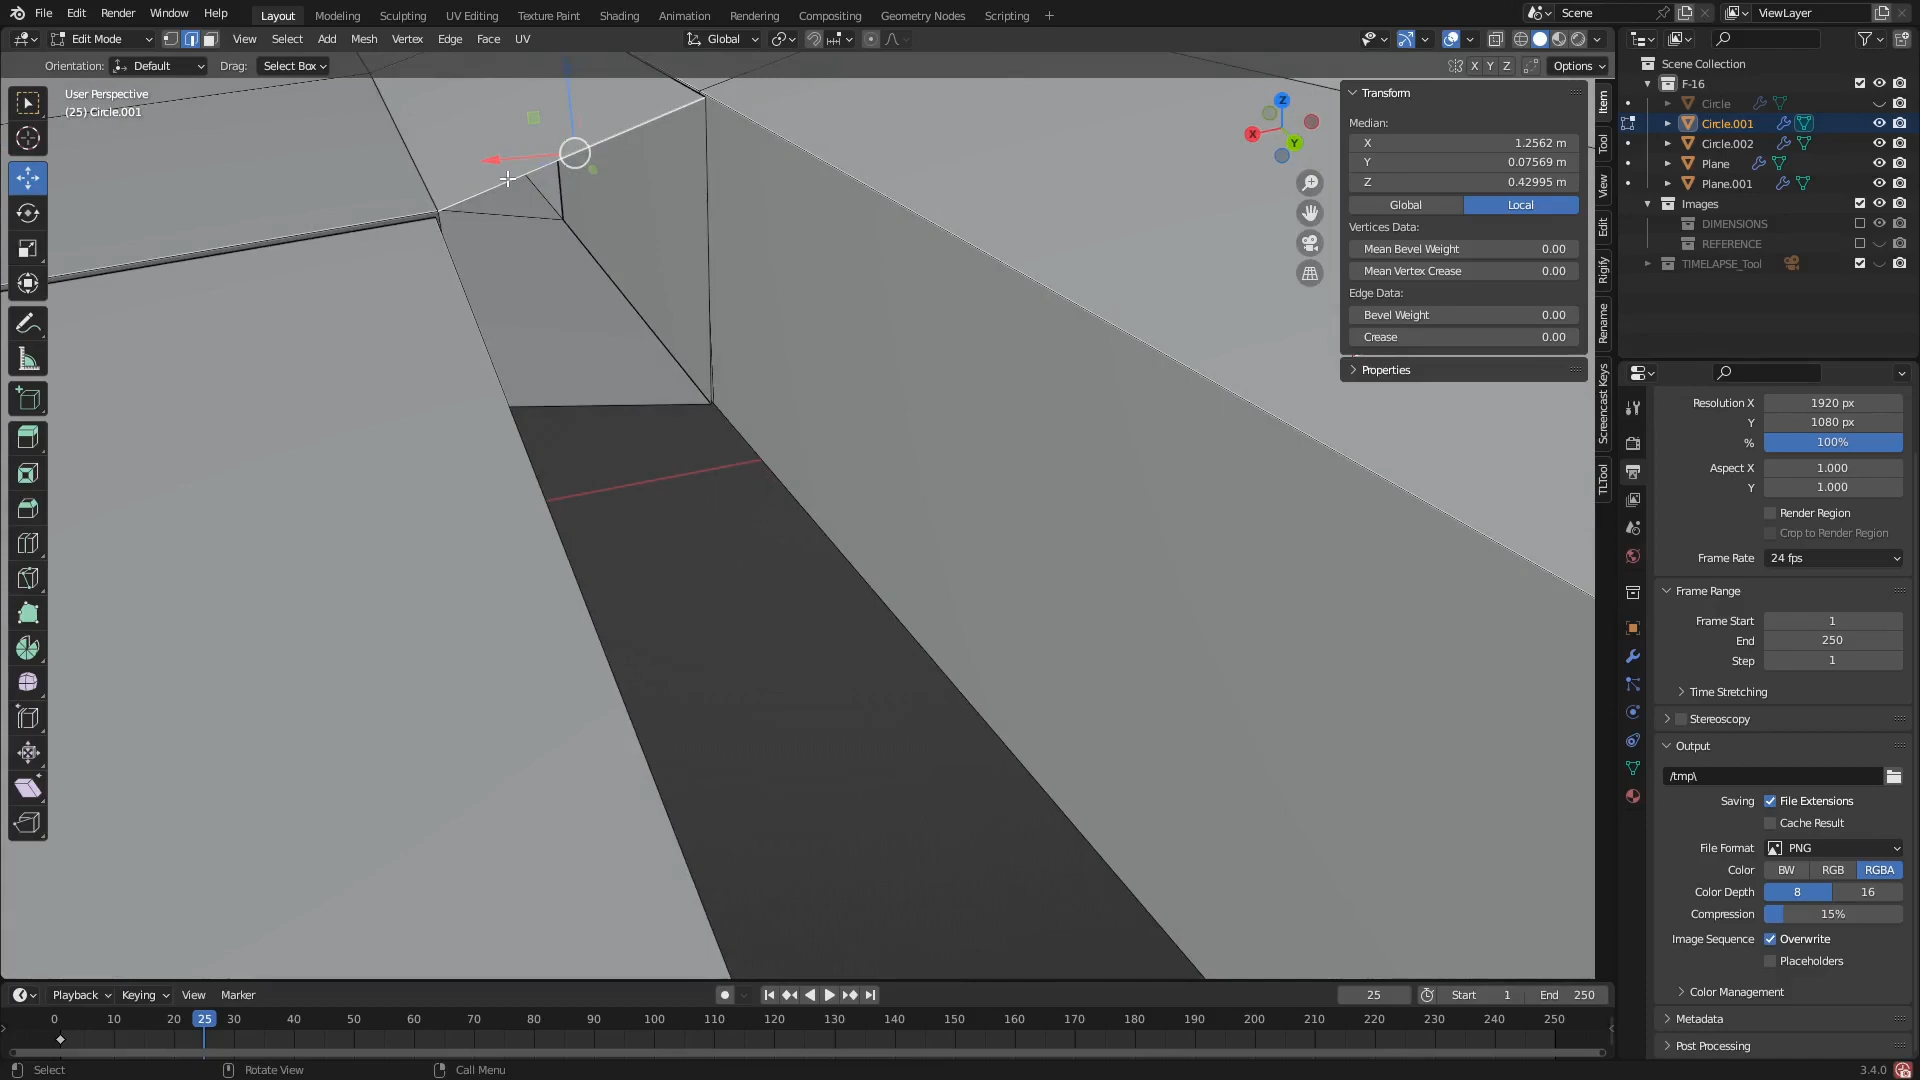 File Edit Render Window Help Layout Modeling Sculpting UV Editing Texture Paint Shading Animation Rendering Compositing Geometry Nodes Scripting + Scene ViewLayer
Edit Mode View Select Add Mesh Vertex Edge Face UV Global
Orientation: Default Drag: Select Box X Y Z Options
User Perspective
(25) Circle.001
Z
X
Y
Transform
Median:
X 1.2562 m
Y 0.07569 m
Z 0.42995 m
Global Local
Vertices Data:
Mean Bevel Weight 0.00
Mean Vertex Crease 0.00
Edge Data:
Bevel Weight 0.00
Crease 0.00
Properties
Item
Tool
View
Edit
Rigify
Rename
Screencast Keys
TLTool
Scene Collection
F-16
Circle
Circle.001
Circle.002
Plane
Plane.001
Images
DIMENSIONS
REFERENCE
TIMELAPSE_Tool
Resolution X 1920 px
Y 1080 px
% 100%
Aspect X 1.000
Y 1.000
Render Region
Crop to Render Region
Frame Rate 24 fps
Frame Range
Frame Start 1
End 250
Step 1
Time Stretching
Stereoscopy
Output
/tmp\
Saving File Extensions
Cache Result
File Format PNG
Color BW RGB RGBA
Color Depth 8 16
Compression 15%
Image Sequence Overwrite
Placeholders
Color Management
Metadata
Post Processing
Playback Keying View Marker 25 Start 1 End 250
0 10 20 25 30 40 50 60 70 80 90 100 110 120 130 140 150 160 170 180 190 200 210 220 230 240 250
Select Rotate View Call Menu 3.4.0